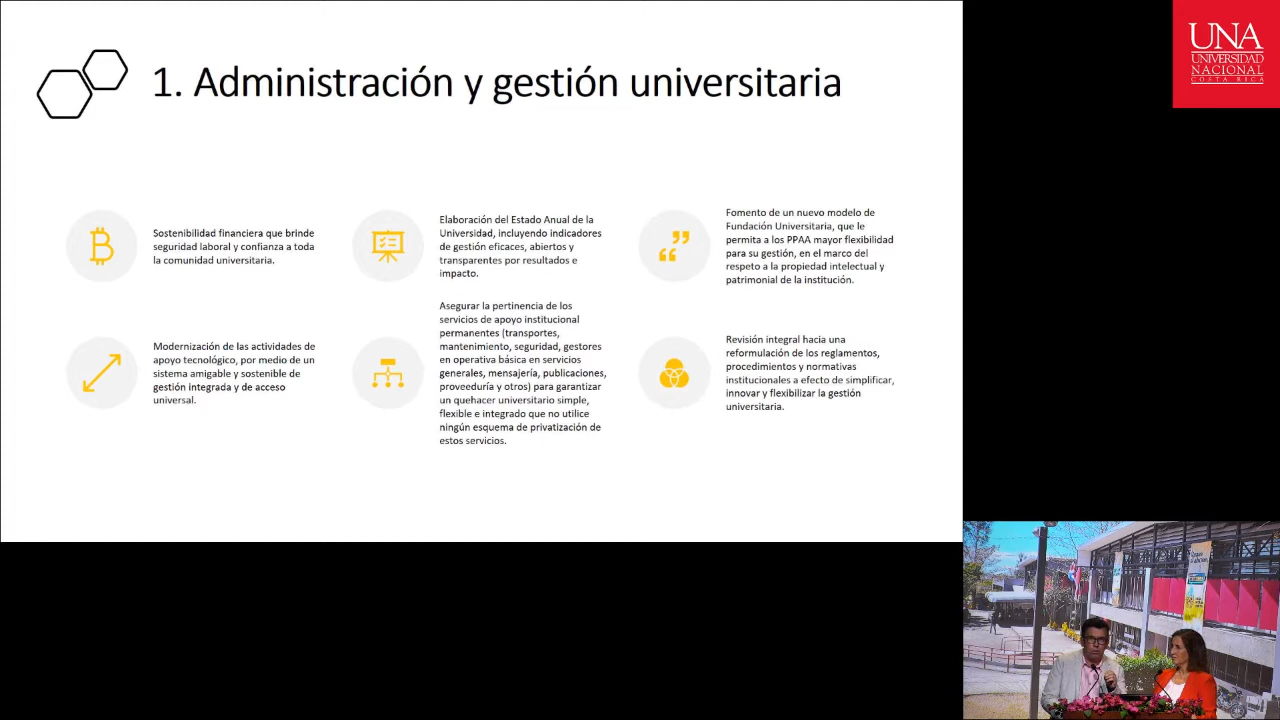 1. Administración y gestión universitaria
Sostenibilidad financiera que brinde
seguridad laboral y confianza a toda
la comunidad universitaria.
Elaboración del Estado Anual de la
Universidad, incluyendo indicadores
de gestión eficaces, abiertos y
transparentes por resultados e
impacto.
Fomento de un nuevo modelo de
Fundación Universitaria, que le
permita a los PPAA mayor flexibilidad
para su gestión, en el marco del
respeto a la propiedad intelectual y
patrimonial de la institución.
Modernización de las actividades de
apoyo tecnológico, por medio de un
sistema amigable y sostenible de
gestión integrada y de acceso
universal.
Asegurar la pertinencia de los
servicios de apoyo institucional
permanentes (transportes,
mantenimiento, seguridad, gestores
en operativa básica en servicios
generales, mensajería, publicaciones,
proveeduría y otros) para garantizar
un quehacer universitario simple,
flexible e integrado que no utilice
ningún esquema de privatización de
estos servicios.
Revisión integral hacia una
reformulación de los reglamentos,
procedimientos y normativas
institucionales a efecto de simplificar,
innovar y flexibilizar la gestión
universitaria.
UNA
UNIVERSIDAD
NACIONAL
COSTA RICA